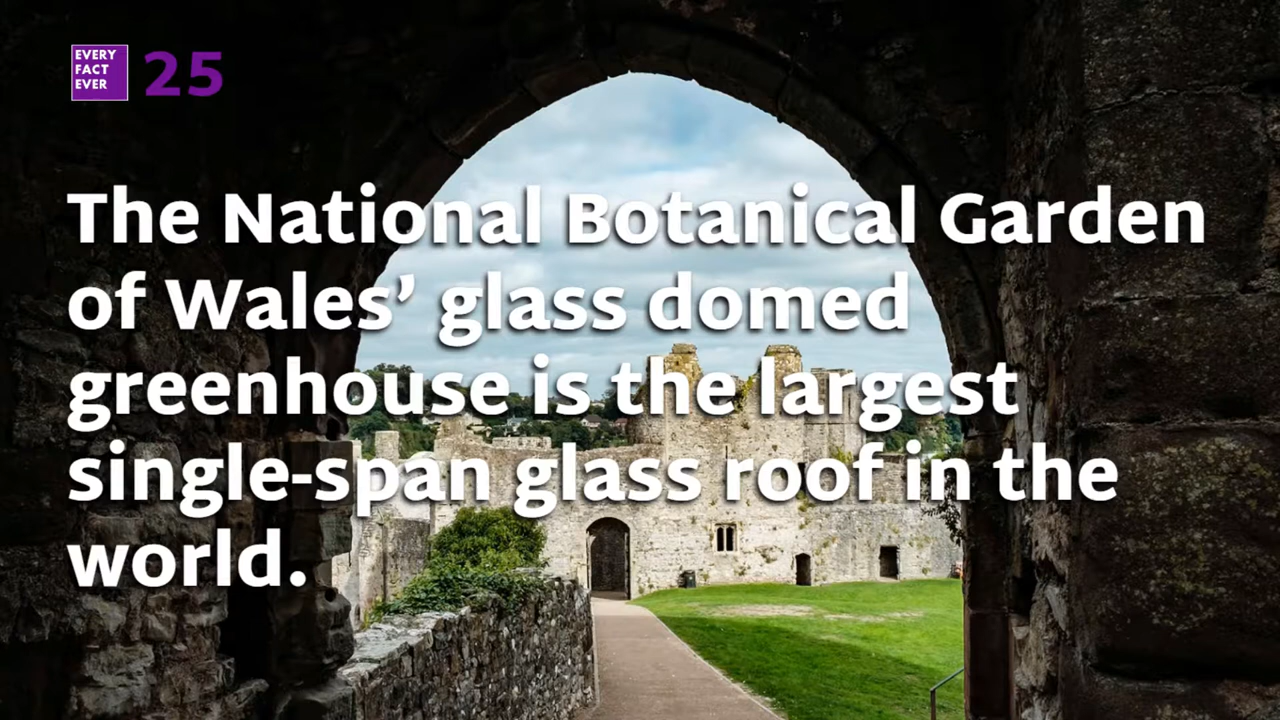 EVERY
FACT
EVER
25
The National Botanical Garden
of Wales’ glass domed
greenhouse is the largest
single-span glass roof in the
world.